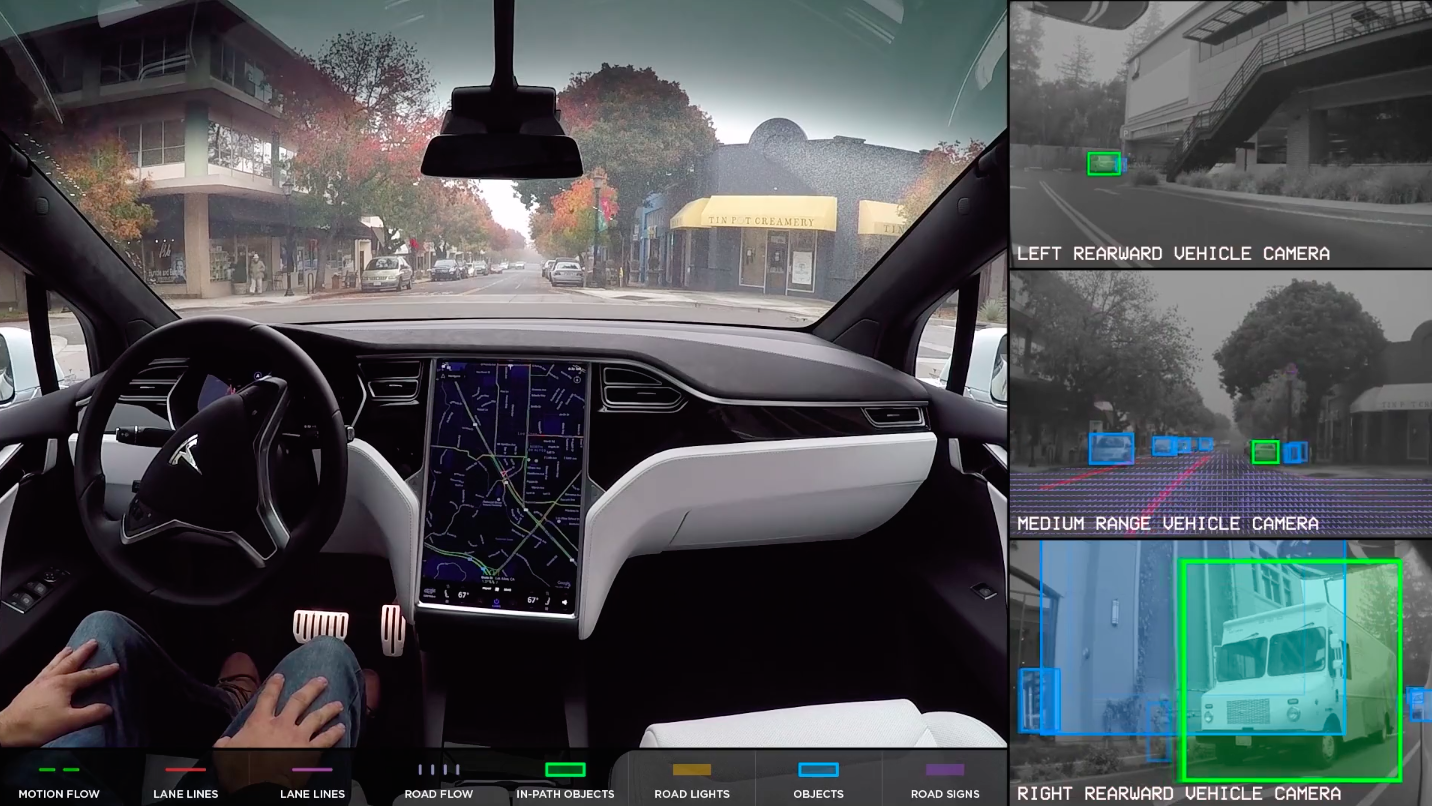 TIN POT CREAMERY
TIN
67°
67°
LEFT REARWARD VEHICLE CAMERA
MEDIUM RANGE VEHICLE CAMERA
RIGHT REARWARD VEHICLE CAMERA
MOTION FLOW
LANE LINES
LANE LINES
ROAD FLOW
IN-PATH OBJECTS
ROAD LIGHTS
OBJECTS
ROAD SIGNS